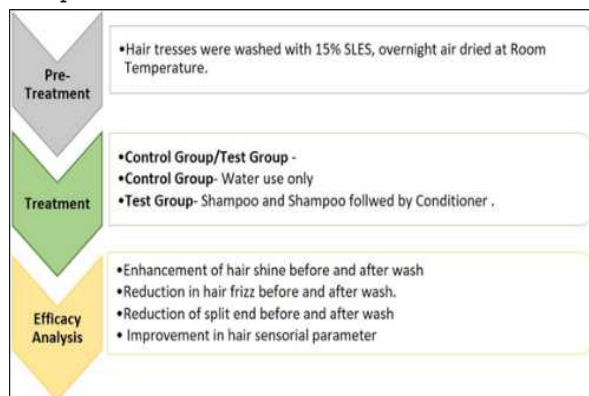 Pre-
Treatment
•Hair tresses were washed with 15% SLES, overnight air dried at Room
Temperature.
Treatment
•Control Group/Test Group -
•Control Group- Water use only
•Test Group- Shampoo and Shampoo follwed by Conditioner .
Efficacy
Analysis
•Enhancement of hair shine before and after wash
•Reduction in hair frizz before and after wash.
•Reduction of split end before and after wash
• Improvement in hair sensorial parameter